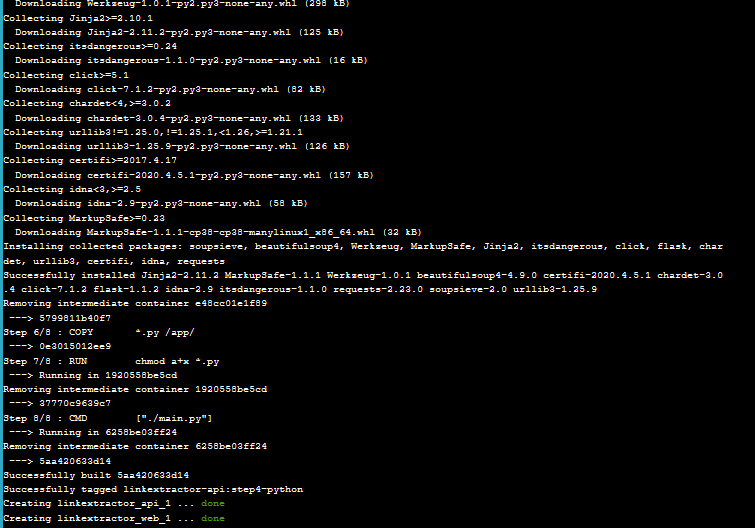 Downloading Werkzeug-1.0.1-py2.py3-none-any.whl (298 kB)
Collecting Jinja2>=2.10.1
Downloading Jinja2-2.11.2-py2.py3-none-any.whl (125 kB)
Collecting itsdangerous>=0.24
Downloading itsdangerous-1.1.0-py2.py3-none-any.whl (16 kB)
Collecting click>=5.1
Downloading click-7.1.2-py2.py3-none-any.whl (82 kB)
Collecting chardet<4,>=3.0.2
Downloading chardet-3.0.4-py2.py3-none-any.whl (133 kB)
Collecting urllib3!=1.25.0,!=1.25.1,<1.26,>=1.21.1
Downloading urllib3-1.25.9-py2.py3-none-any.whl (126 kB)
Collecting certifi>=2017.4.17
Downloading certifi-2020.4.5.1-py2.py3-none-any.whl (157 kB)
Collecting idna<3,>=2.5
Downloading idna-2.9-py2.py3-none-any.whl (58 kB)
Collecting MarkupSafe>=0.23
Downloading MarkupSafe-1.1.1-cp38-cp38-manylinux1_x86_64.whl (32 kB)
Installing collected packages: soupsieve, beautifulsoup4, Werkzeug, MarkupSafe, Jinja2, itsdangerous, click, flask, char
det, urllib3, certifi, idna, requests
Successfully installed Jinja2-2.11.2 MarkupSafe-1.1.1 Werkzeug-1.0.1 beautifulsoup4-4.9.0 certifi-2020.4.5.1 chardet-3.0
.4 click-7.1.2 flask-1.1.2 idna-2.9 itsdangerous-1.1.0 requests-2.23.0 soupsieve-2.0 urllib3-1.25.9
Removing intermediate container e48cc01e1f89
---> 5799811b40f7
Step 6/8 : COPY *.py /app/
---> 0e3015012ee9
Step 7/8 : RUN chmod a+x *.py
---> Running in 1920558be5cd
Removing intermediate container 1920558be5cd
---> 37770c9639c7
Step 8/8 : CMD ["./main.py"]
---> Running in 6258be03ff24
Removing intermediate container 6258be03ff24
---> 5aa420633d14
Successfully built 5aa420633d14
Successfully tagged linkextractor-api:step4-python
Creating linkextractor_api_1 ... done
Creating linkextractor_web_1 ... done